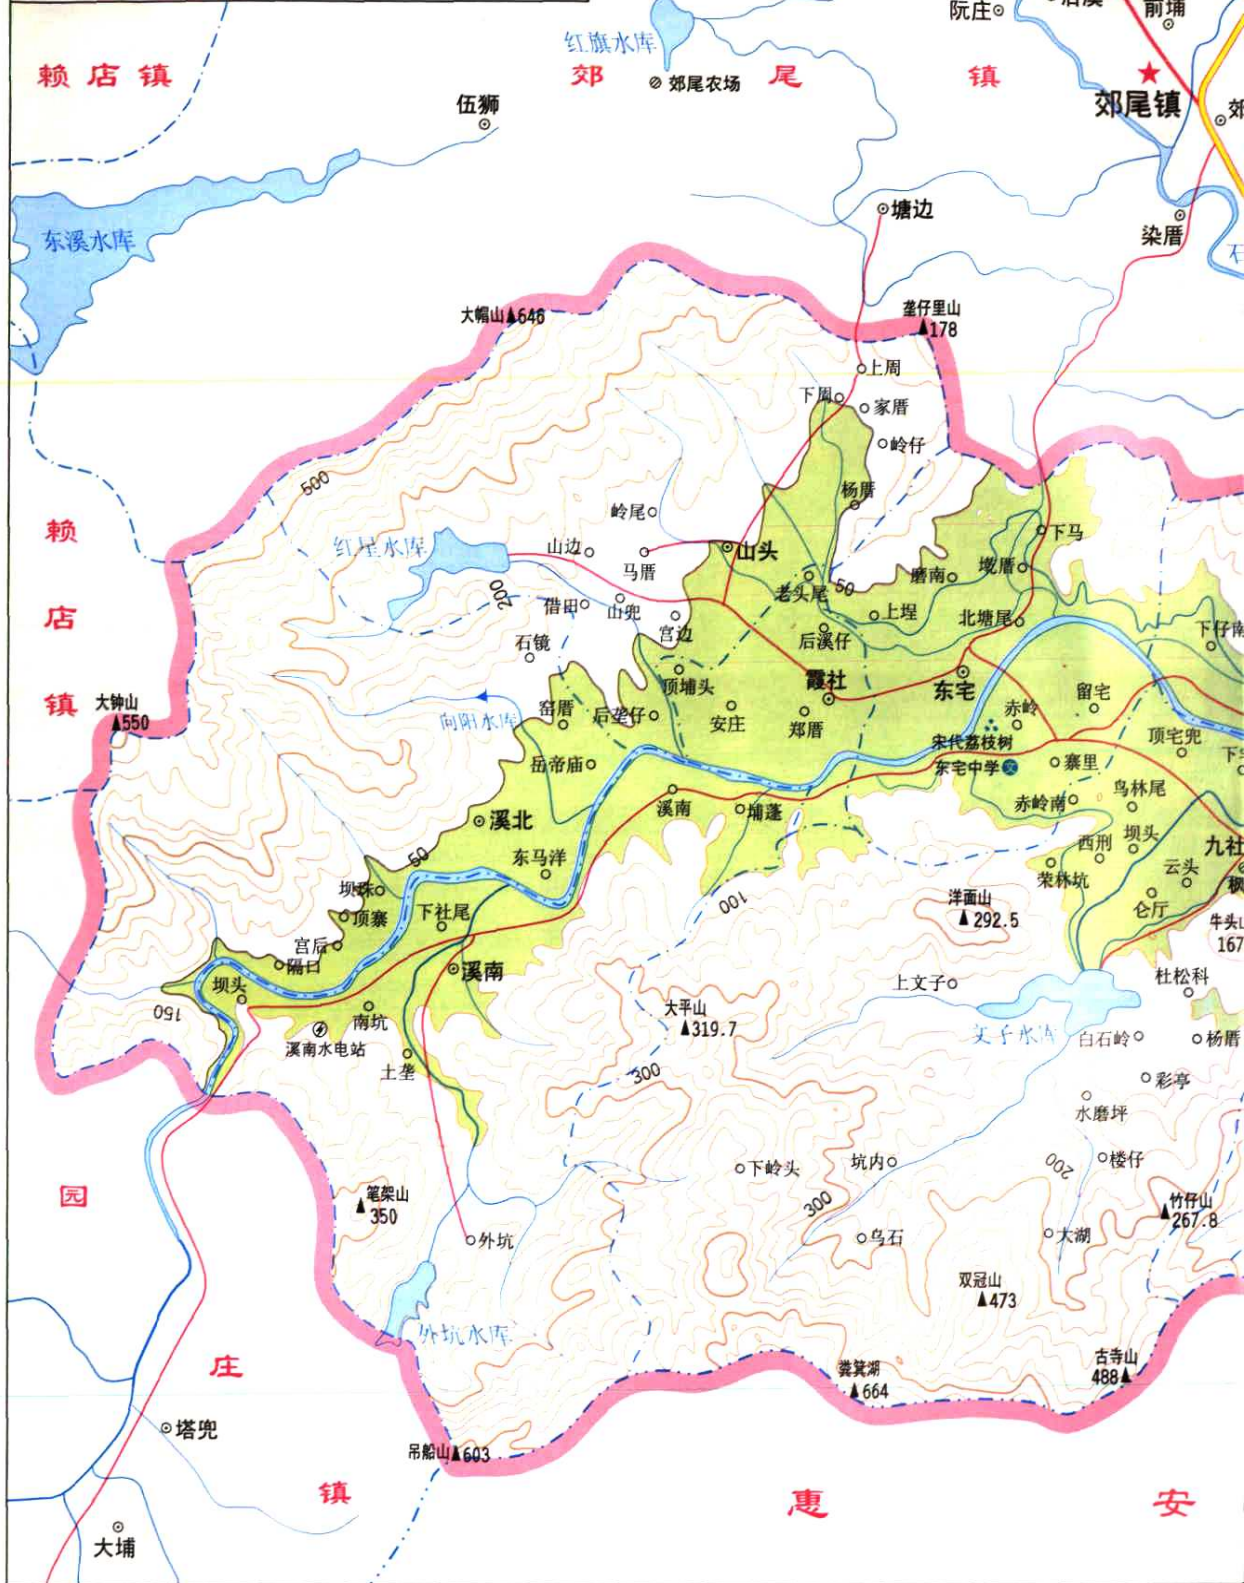 阮庄
前埔
红旗水库
赖店镇
郊尾镇
郊尾农场
伍狮
郊尾镇
东溪水库
塘边
染厝
大帽山 646
垄仔里山
178
上周
下周
家厝
岭仔
500
杨厝
赖店镇
岭尾
红星水库
山边
马厝
山头
下马
200
借田
山兜
宫边
老头尾
50
磨南
墘厝
上埕
北塘尾
后溪仔
石镜
顶埔头
霞社
东宅
大钟山
550
向阳水库
窑厝
后垄仔
安庄
郑厝
赤岭
留宅
宋代荔枝树
顶宅兜
岳帝庙
东宅中学
文
寨里
溪南
埔蓬
赤岭南
鸟林尾
溪北
西刑
坝头
九社
50
东马洋
荣林坑
云头
坝珠
100
洋面山
292.5
仑厅
顶寨
下社尾
167
宫后
隔口
溪南
坝头
上文子
杜松科
150
南坑
大平山
319.7
文子水库
白石岭
杨厝
溪南水电站
土垄
300
彩亭
水磨坪
下岭头
坑内
200
楼仔
园庄镇
笔架山
350
300
竹仔山
267.8
外坑
乌石
大湖
双冠山
473
外坑水库
粪箕湖
664
古寺山
488
塔兜
吊船山 603
惠安
大埔